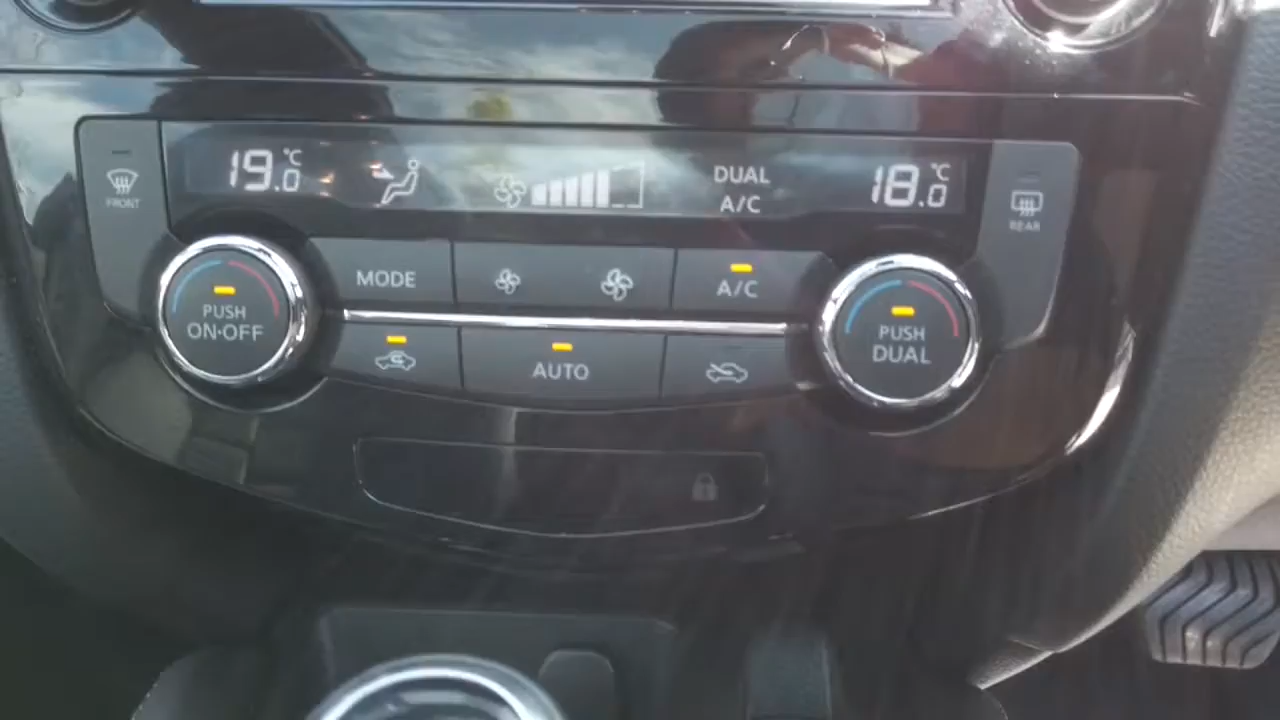 19.0 °C
DUAL
A/C
18.0 °C
FRONT
REAR
MODE
A/C
PUSH
ON·OFF
PUSH
DUAL
AUTO